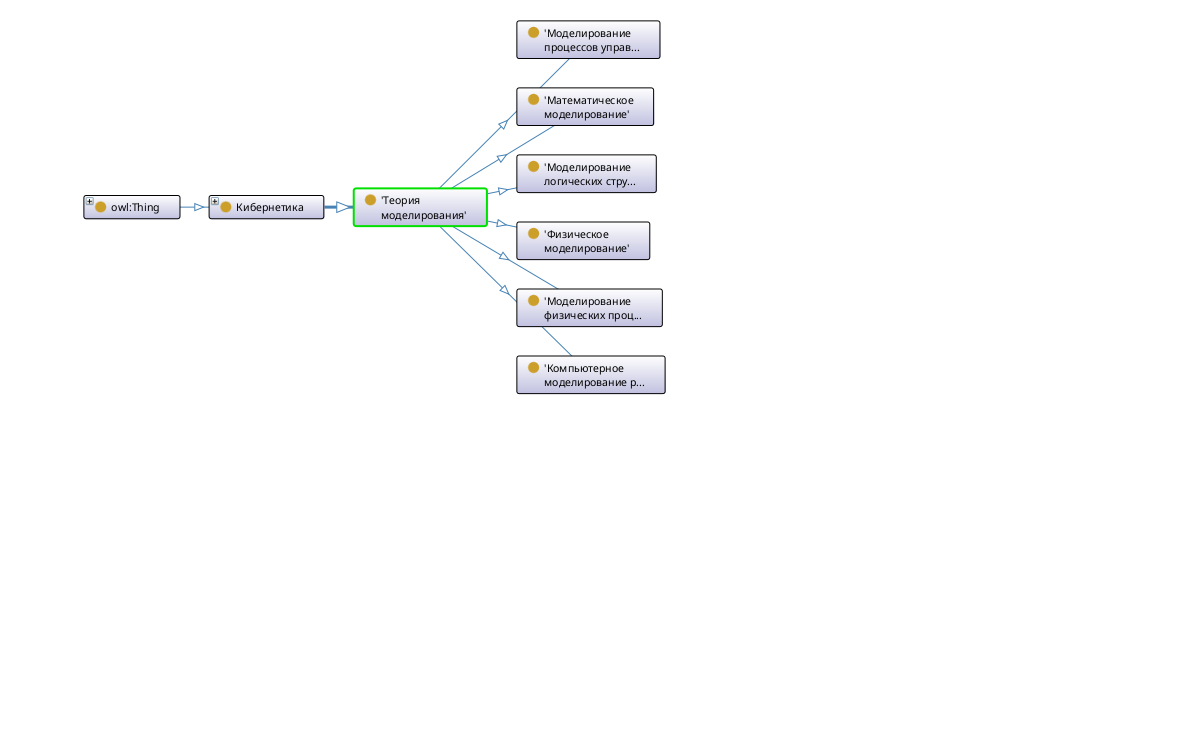 'Моделирование
процессов управ...
'Математическое
моделирование'
'Моделирование
логических стру...
owl:Thing
Кибернетика
'Теория
моделирования'
'Физическое
моделирование'
'Моделирование
физических проц...
'Компьютерное
моделирование р...